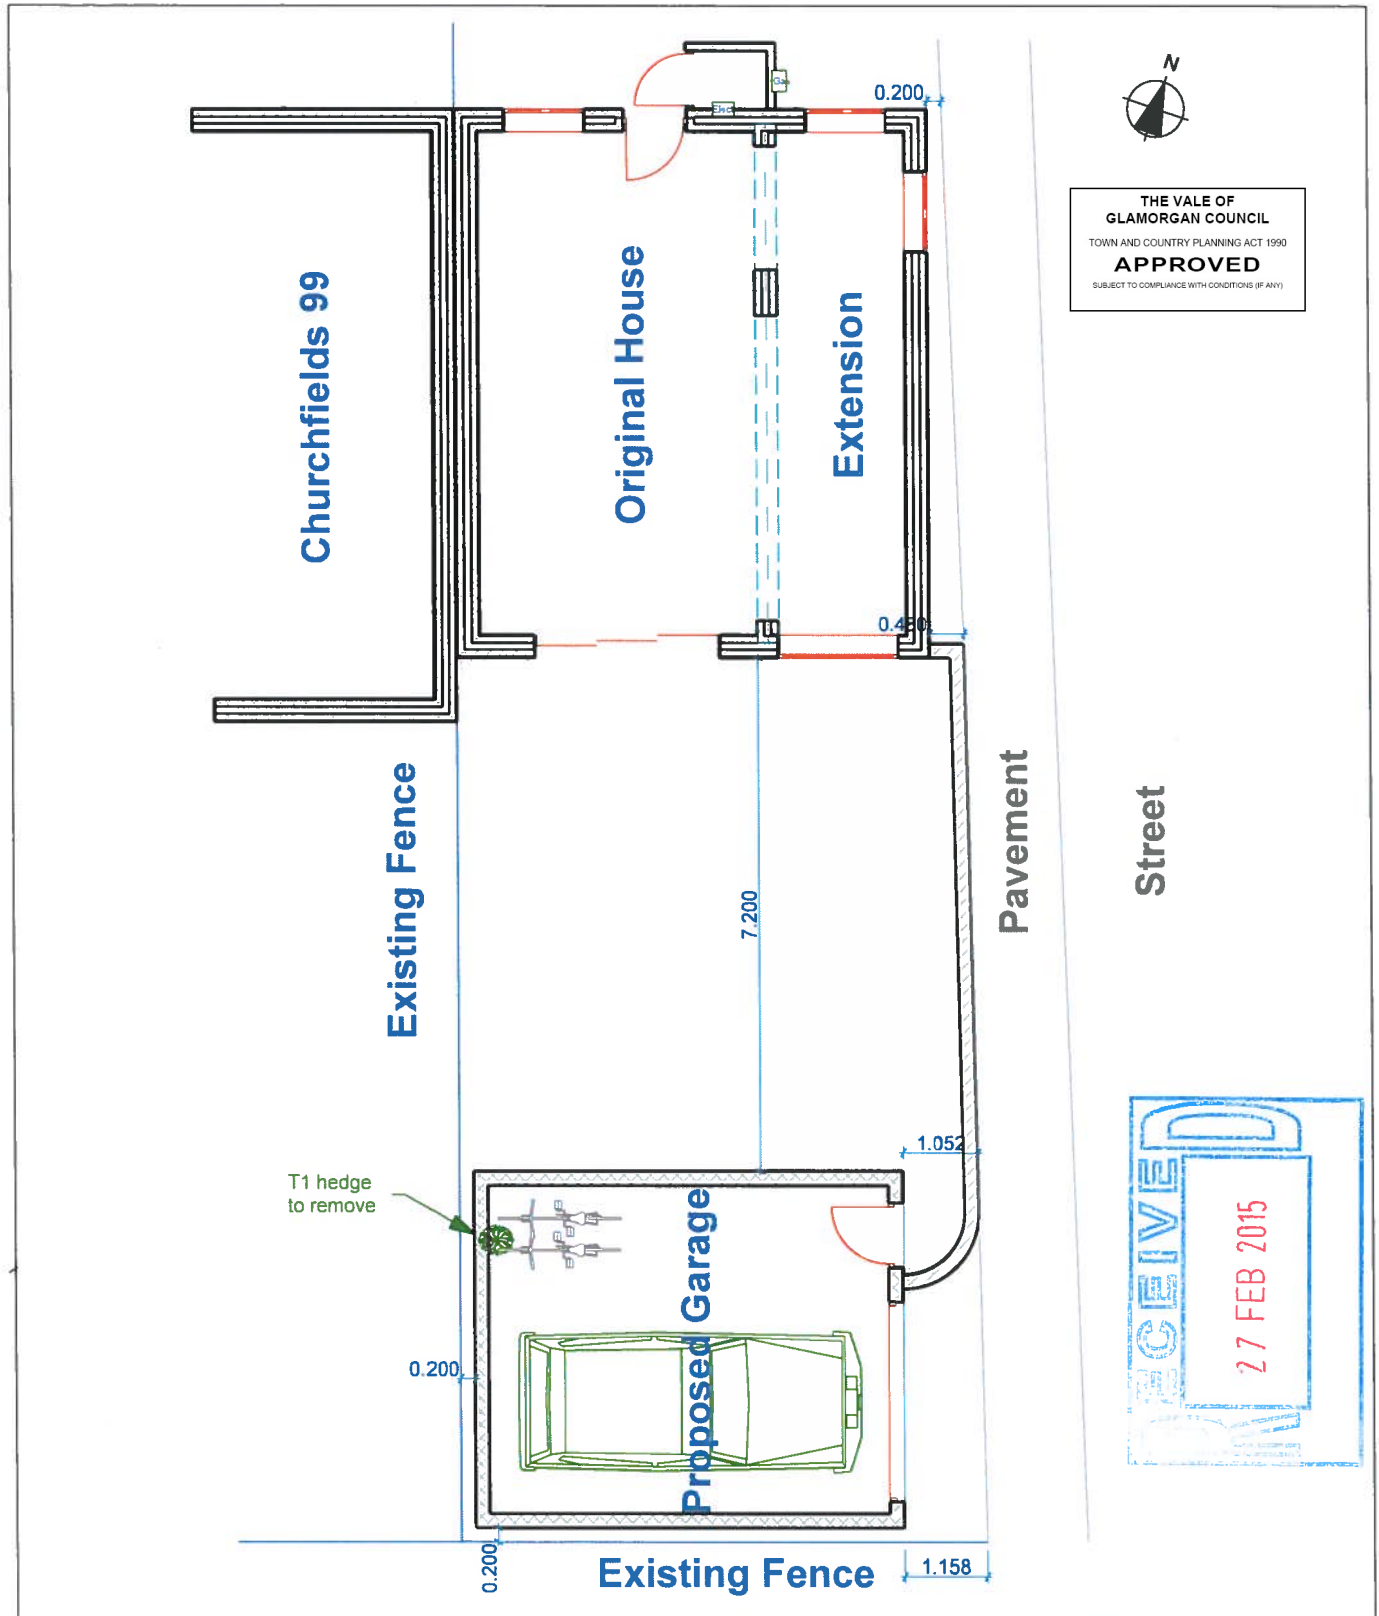 N
0.200
THE VALE OF
GLAMORGAN COUNCIL
TOWN AND COUNTRY PLANNING ACT 1990
APPROVED
SUBJECT TO COMPLIANCE WITH CONDITIONS (IF ANY)
Elec
Churchfields 99
Original House
Extension
Existing Fence
7.200
Pavement
Street
1.052
T1 hedge
to remove
Proposed Garage
0.200
0.200
Existing Fence
1.158
RECEIVED
27 FEB 2015